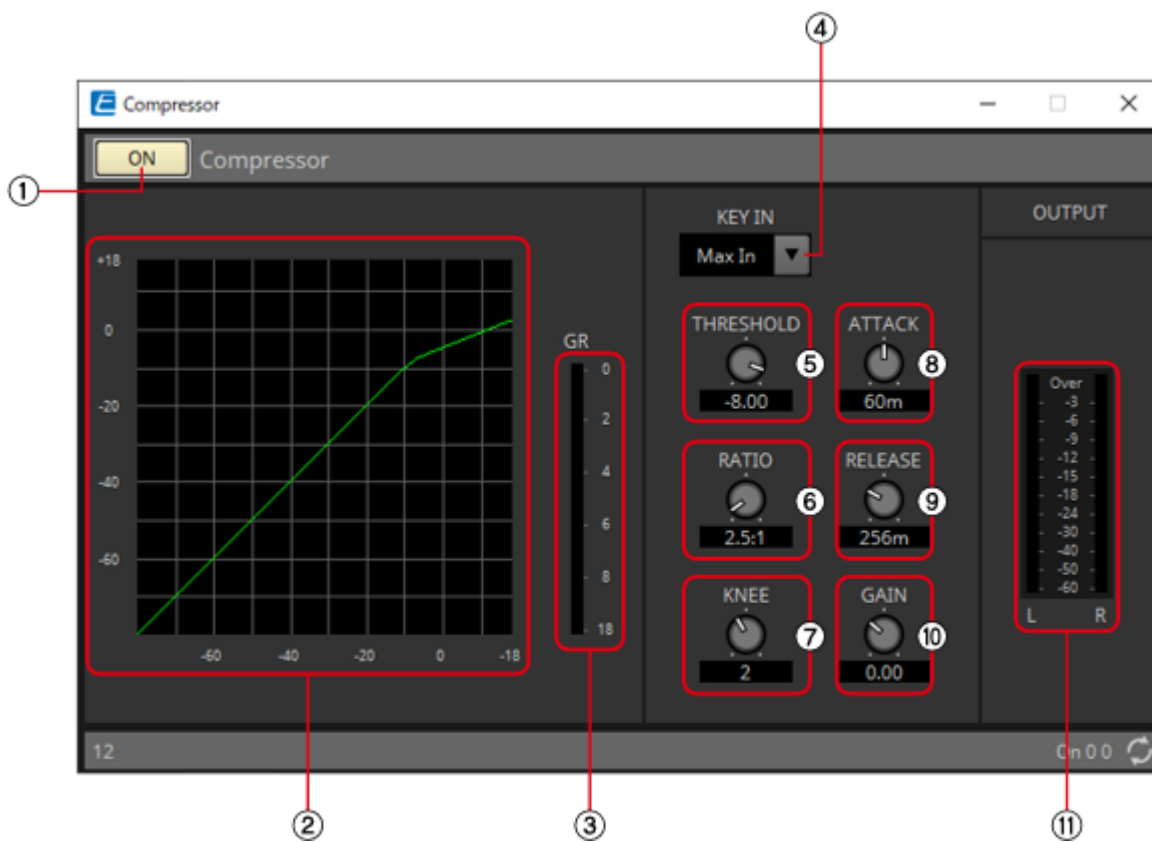 ④
Compressor
ON Compressor
①
KEY IN
OUTPUT
Max In
+18
0
-20
-40
-60
-60 -40 -20 0 -18
GR
0
2
4
6
8
18
THRESHOLD
⑤
-8.00
ATTACK
⑧
60m
RATIO
⑥
2.5:1
RELEASE
⑨
256m
KNEE
⑦
2
GAIN
⑩
0.00
Over
-3
-6
-9
-12
-15
-18
-24
-30
-40
-50
-60
L R
12
On 0 0
②
③
⑪